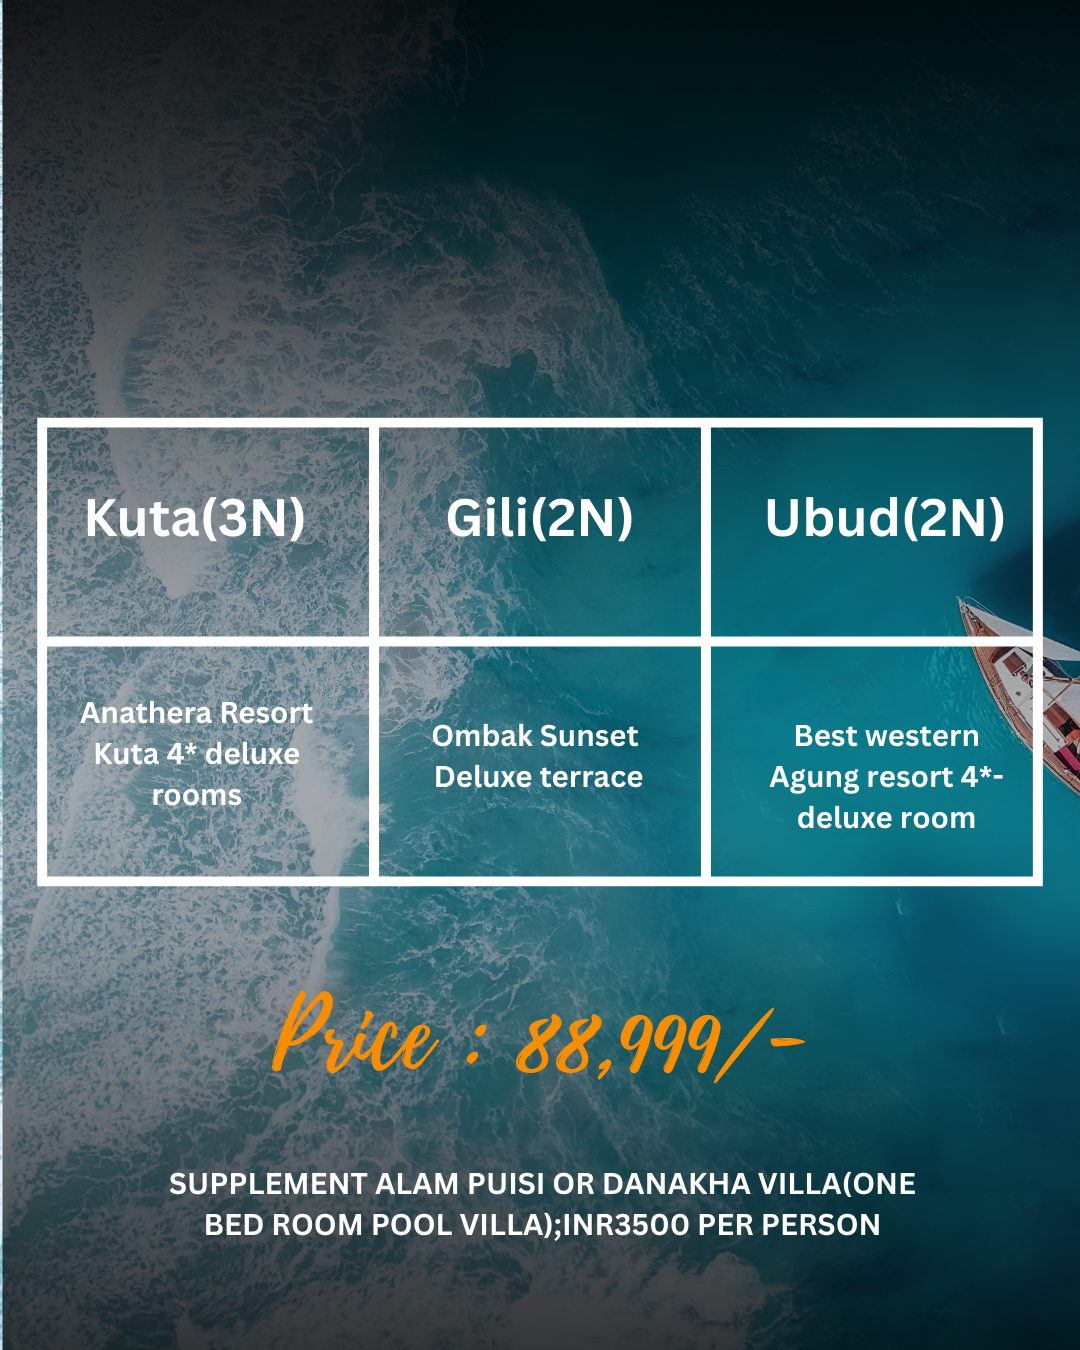 Kuta(3N)
Gili(2N)
Ubud(2N)
Anathera Resort
Kuta 4* deluxe
rooms
Ombak Sunset
Deluxe terrace
Best western
Agung resort 4*-
deluxe room
Price : 88,999/-
SUPPLEMENT ALAM PUISI OR DANAKHA VILLA(ONE
BED ROOM POOL VILLA);INR3500 PER PERSON